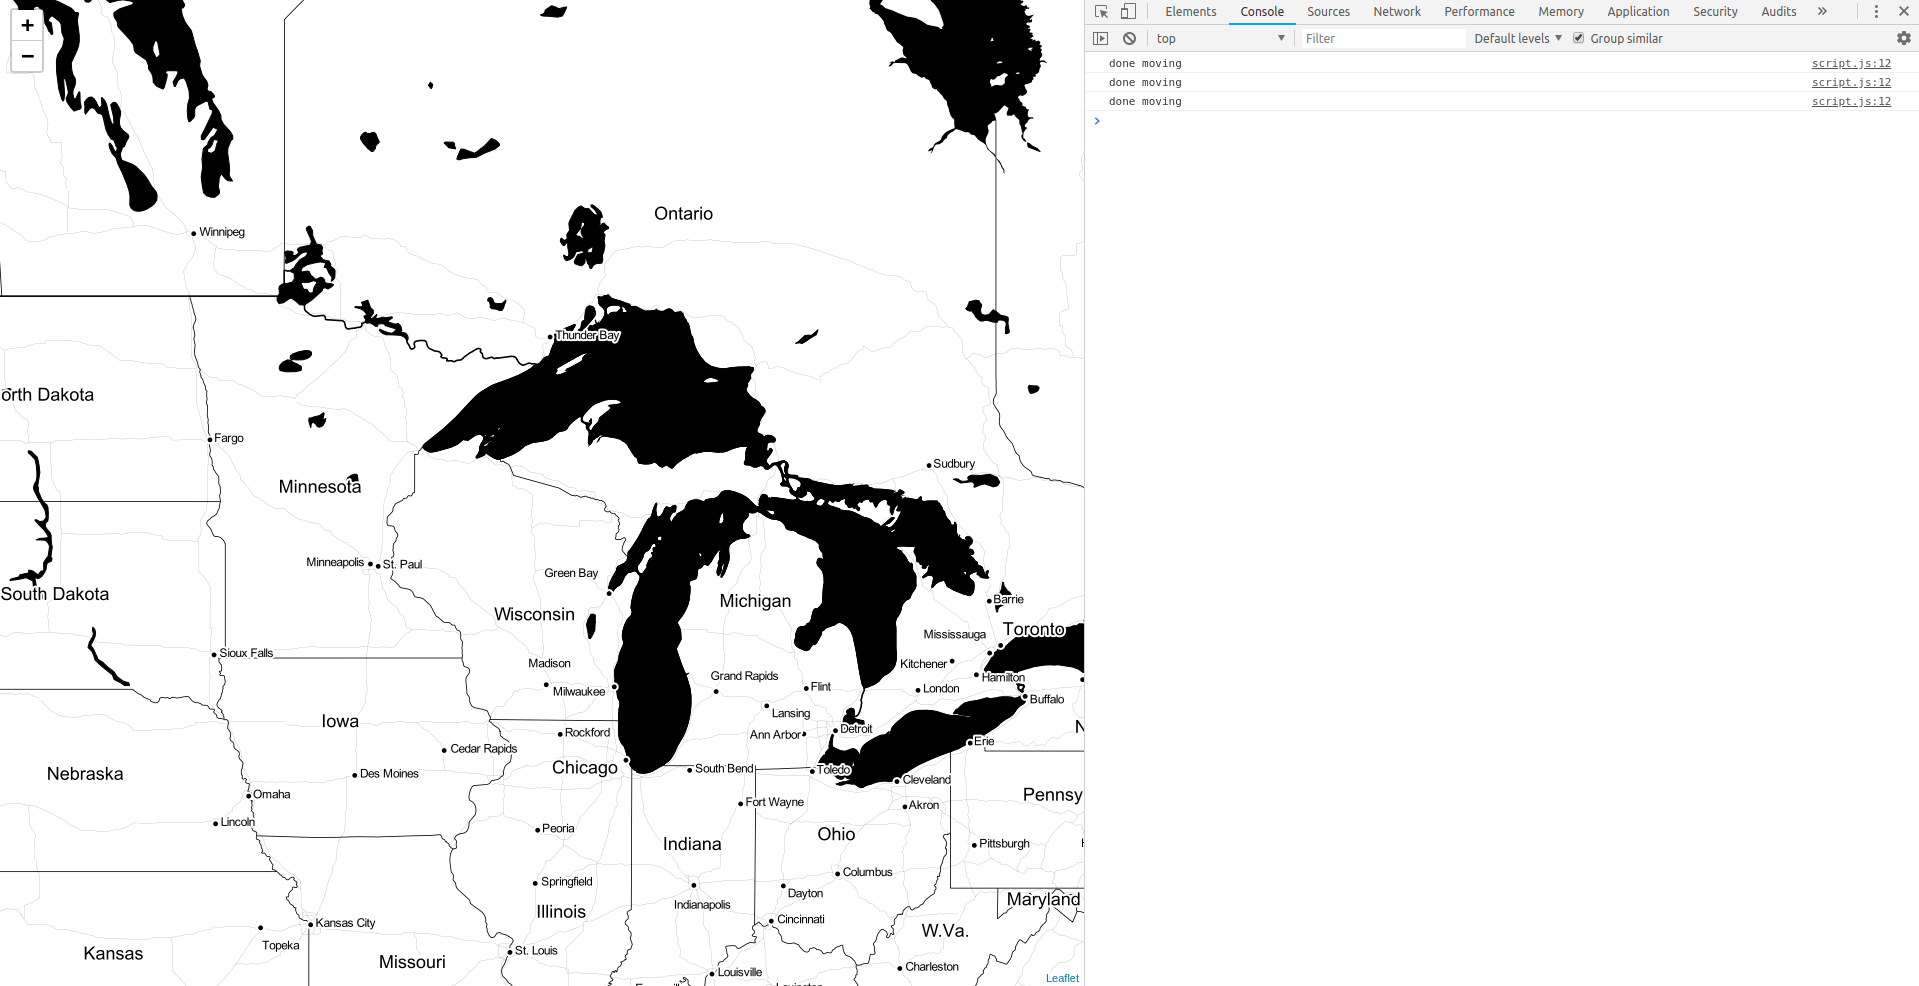 +
−
Ontario
Winnipeg
Thunder Bay
orth Dakota
Fargo
Sudbury
Minnesota
Minneapolis
St. Paul
Green Bay
South Dakota
Wisconsin
Michigan
Barrie
Mississauga
Toronto
Sioux Falls
Madison
Kitchener
Grand Rapids
Hamilton
Milwaukee
Flint
London
Buffalo
Lansing
Iowa
Rockford
Ann Arbor
Detroit
N
Erie
Cedar Rapids
Chicago
South Bend
Toledo
Nebraska
Des Moines
Cleveland
Omaha
Fort Wayne
Akron
Pennsy
Lincoln
Peoria
Ohio
Indiana
Pittsburgh
Columbus
Springfield
Dayton
Maryland
Indianapolis
Illinois
Cincinnati
Kansas City
W.Va.
Topeka
Kansas
St. Louis
Missouri
Charleston
Louisville
Leaflet
Elements Console Sources Network Performance Memory Application Security Audits »
top Filter Default levels Group similar
done moving script.js:12
done moving script.js:12
done moving script.js:12